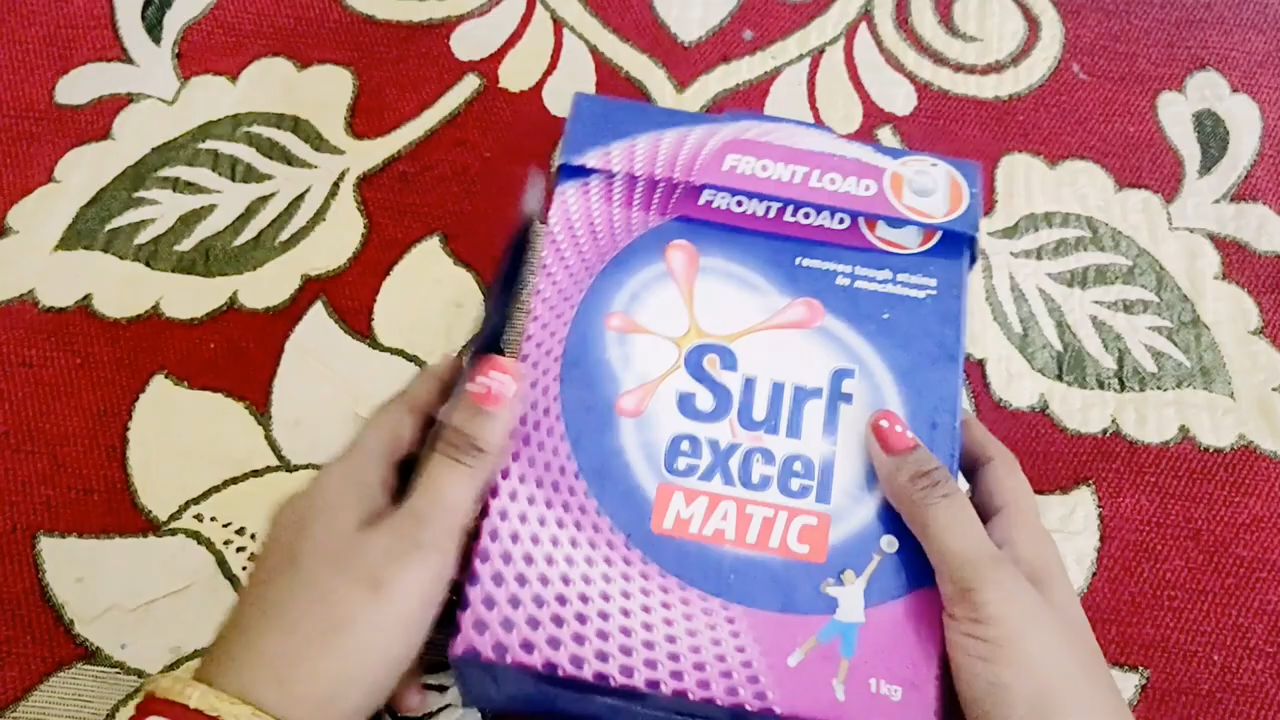 FRONT LOAD
FRONT LOAD
removes tough stains
in machines**
Surf
excel
MATIC
1kg